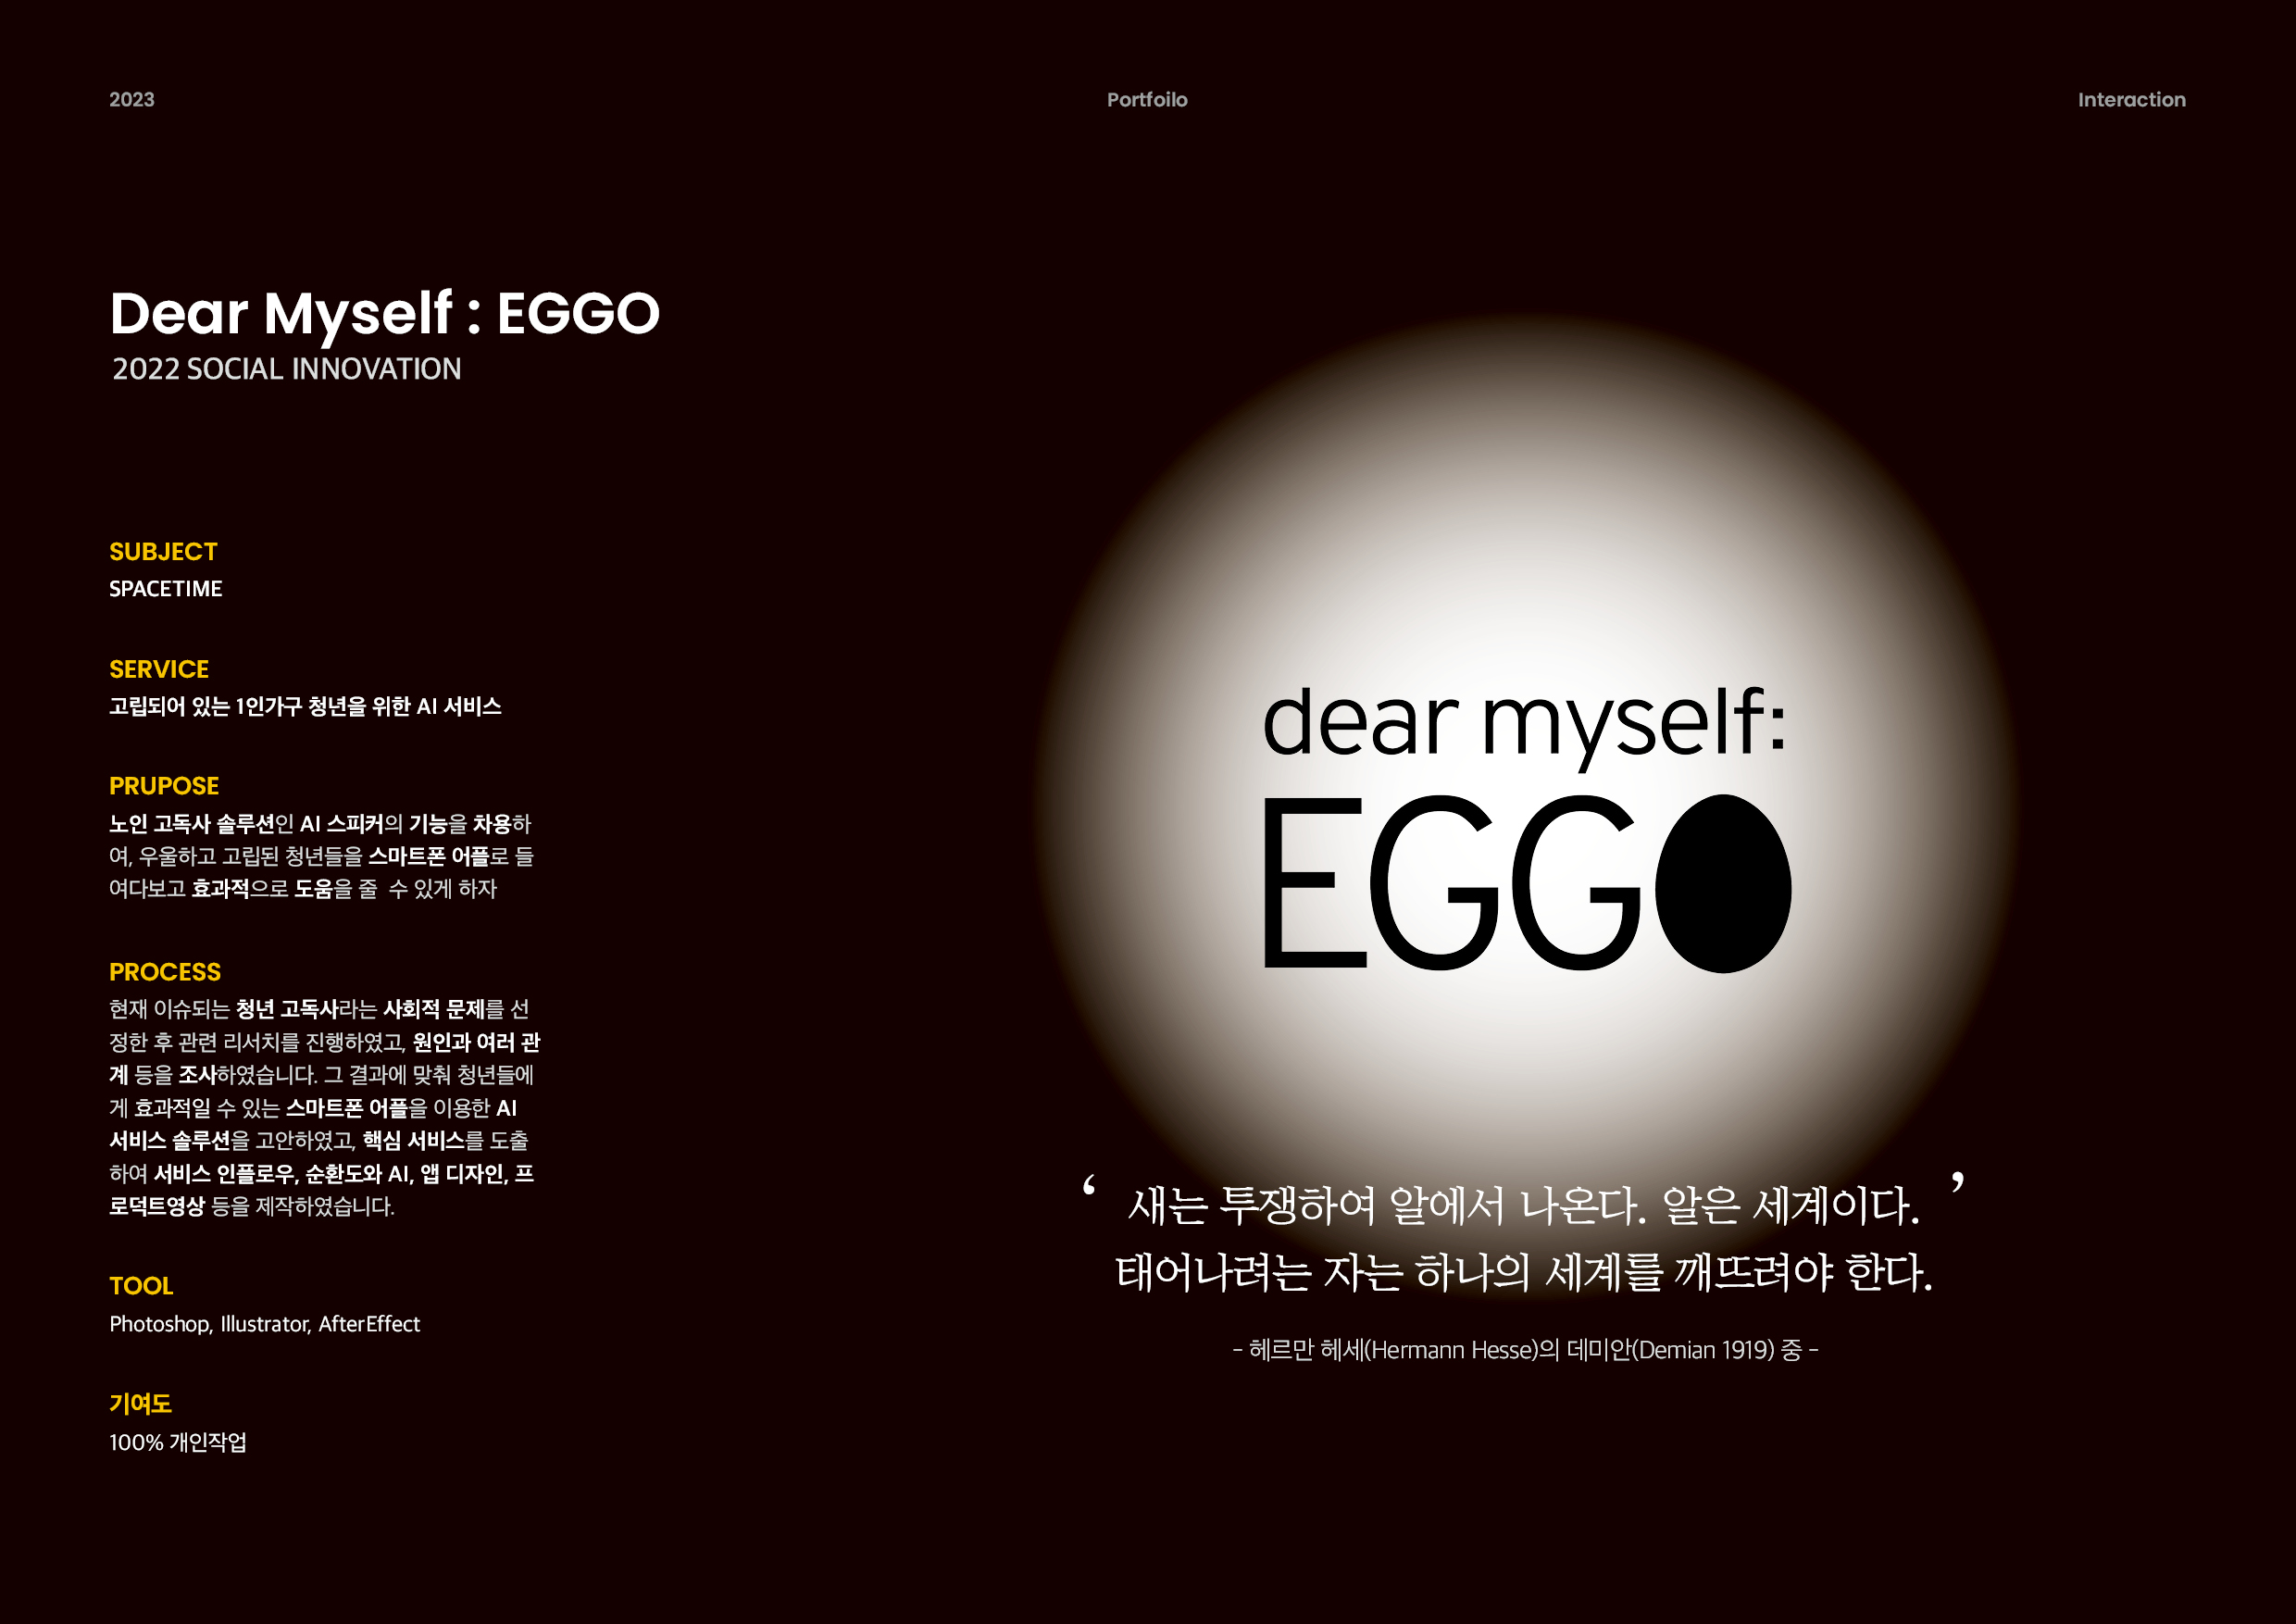 2023
Portfoilo
Interaction
Dear Myself : EGGO
2022 SOCIAL INNOVATION
SUBJECT
SPACETIME
SERVICE
고립되어 있는 1인가구 청년을 위한 AI 서비스
PRUPOSE
노인 고독사 솔루션인 AI 스피커의 기능을 차용하
여, 우울하고 고립된 청년들을 스마트폰 어플로 들
여다보고 효과적으로 도움을 줄 수 있게 하자
PROCESS
현재 이슈되는 청년 고독사라는 사회적 문제를 선
정한 후 관련 리서치를 진행하였고, 원인과 여러 관
계 등을 조사하였습니다. 그 결과에 맞춰 청년들에
게 효과적일 수 있는 스마트폰 어플을 이용한 AI
서비스 솔루션을 고안하였고, 핵심 서비스를 도출
하여 서비스 인플로우, 순환도와 AI, 앱 디자인, 프
로덕트영상 등을 제작하였습니다.
TOOL
Photoshop, Illustrator, AfterEffect
기여도
100% 개인작업
dear myself:
EGGO
‘ 새는 투쟁하여 알에서 나온다. 알은 세계이다. ’
태어나려는 자는 하나의 세계를 깨뜨려야 한다.
- 헤르만 헤세(Hermann Hesse)의 데미안(Demian 1919) 중 -